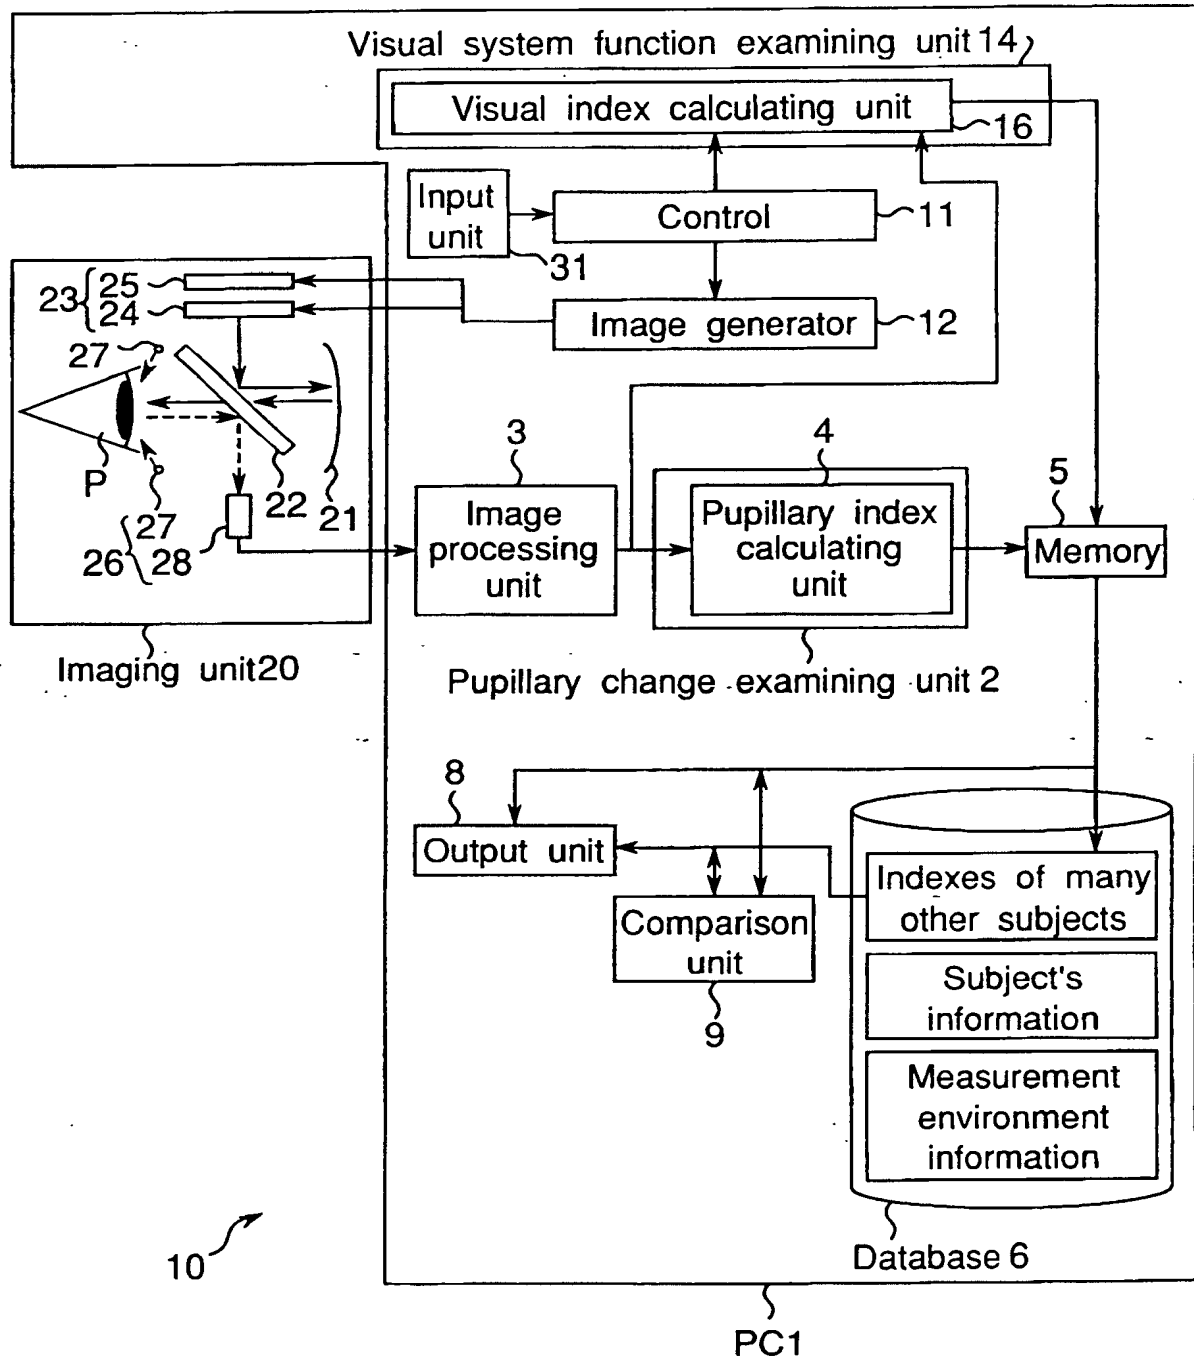 Visual system function examining unit 14
Visual index calculating unit
16
Input
unit
31
Control
11
Image generator
12
23
25
24
27
P
22
21
27
26
28
Imaging unit20
3
Image
processing
unit
4
Pupillary index
calculating
unit
5
Memory
Pupillary change examining unit 2
8
Output unit
Comparison
unit
9
Indexes of many
other subjects
Subject's
information
Measurement
environment
information
Database 6
10
PC1